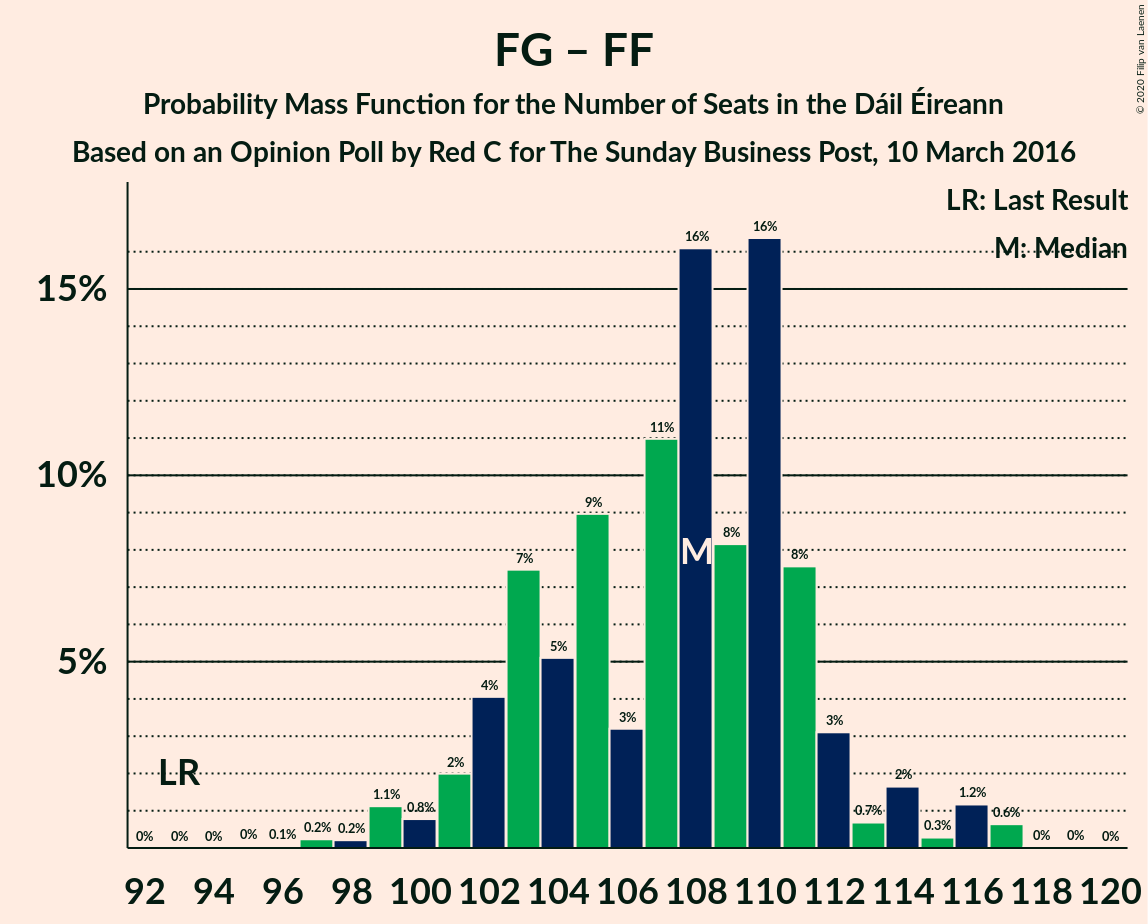 FG – FF
Probability Mass Function for the Number of Seats in the Dáil Éireann
Based on an Opinion Poll by Red C for The Sunday Business Post, 10 March 2016
© 2020 Filip van Laenen
LR: Last Result
M: Median
15%
10%
5%
0% 0% 0% 0% 0.1% 0.2% 0.2% 1.1% 0.8% 2% 4% 7% 5% 9% 3% 11% 16% 8% 16% 8% 3% 0.7% 2% 0.3% 1.2% 0.6% 0% 0% 0%
LR
M
92 94 96 98 100 102 104 106 108 110 112 114 116 118 120